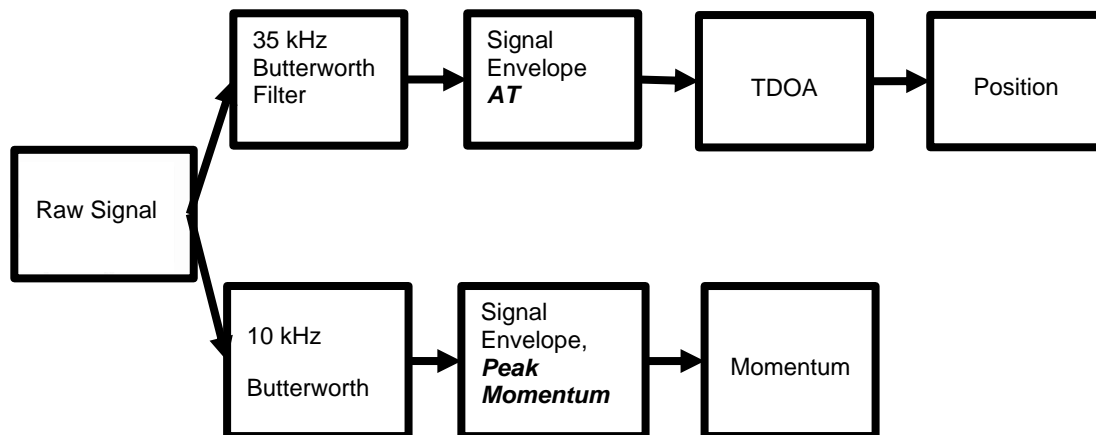 35 kHz
Butterworth
Filter
Signal
Envelope
AT
TDOA
Position
Raw Signal
10 kHz
Butterworth
Signal
Envelope,
Peak
Momentum
Momentum